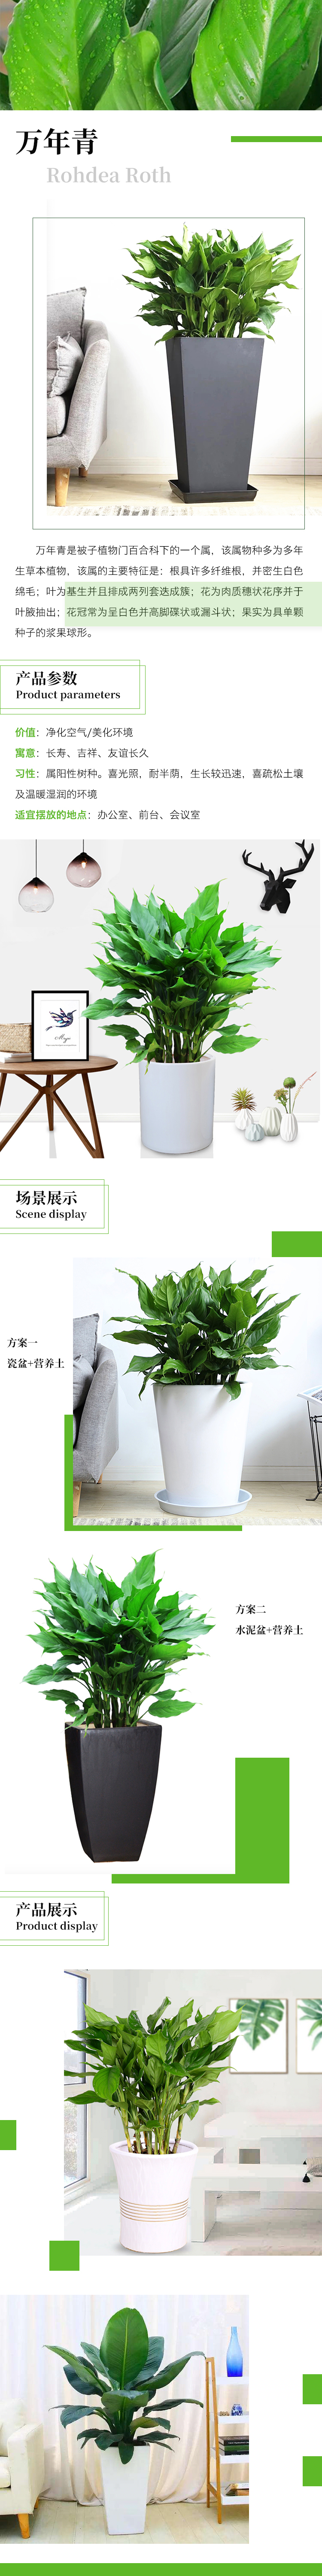 万年青
Rohdea Roth
万年青是被子植物门百合科下的一个属，该属物种多为多年
生草本植物，该属的主要特征是：根具许多纤维根，并密生白色
绵毛；叶为基生并且排成两列套迭成簇；花为肉质穗状花序并于
叶腋抽出；花冠常为呈白色并高脚碟状或漏斗状；果实为具单颗
种子的浆果球形。
产品参数
Product parameters
价值：净化空气/美化环境
寓意：长寿、吉祥、友谊长久
习性：属阳性树种。喜光照，耐半荫，生长较迅速，喜疏松土壤
及温暖湿润的环境
适宜摆放的地点：办公室、前台、会议室
场景展示
Scene display
方案一
瓷盆+营养土
方案二
水泥盆+营养土
产品展示
Product display